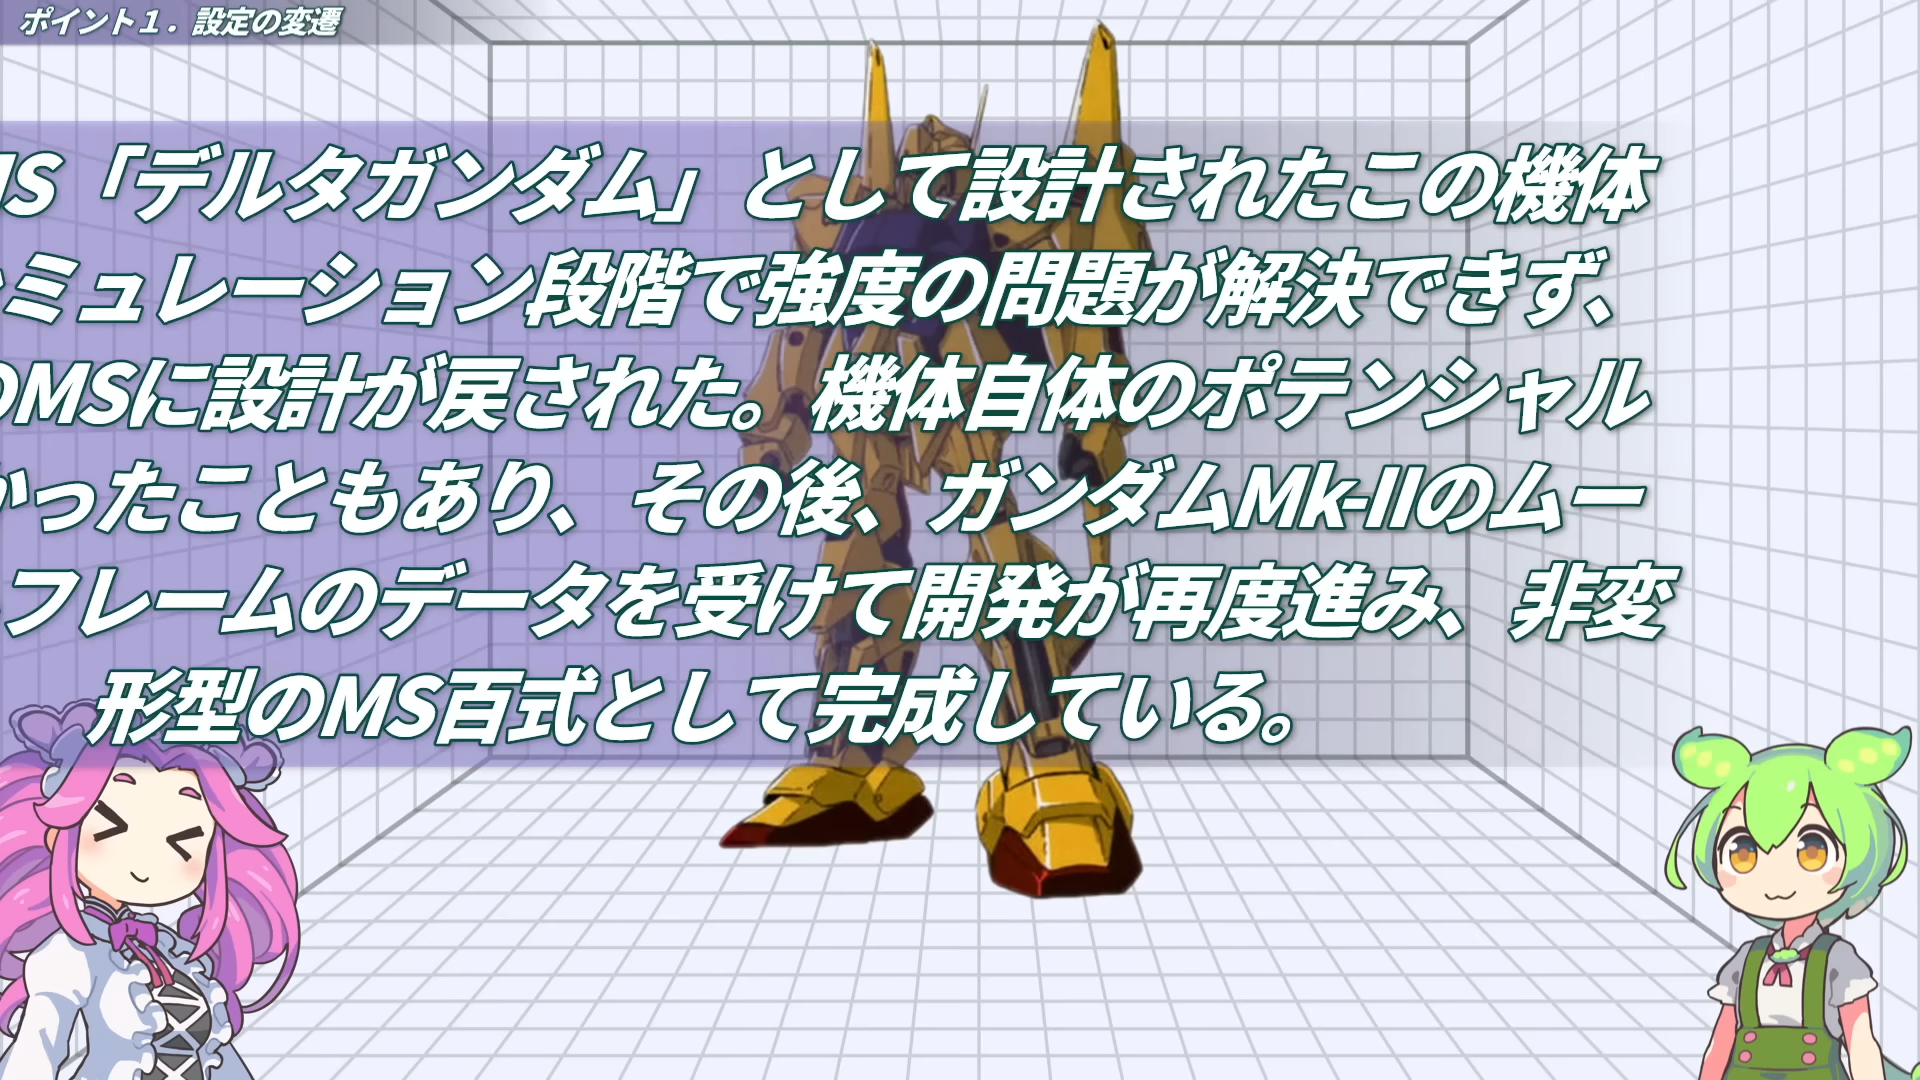 ポイント１．設定の変遷
MS「デルタガンダム」として設計されたこの機体
ミュレーション段階で強度の問題が解決できず、
MSに設計が戻された。機体自体のポテンシャル
かったこともあり、その後、ガンダムMk-IIのムー
フレームのデータを受けて開発が再度進み、非変
形型のMS百式として完成している。